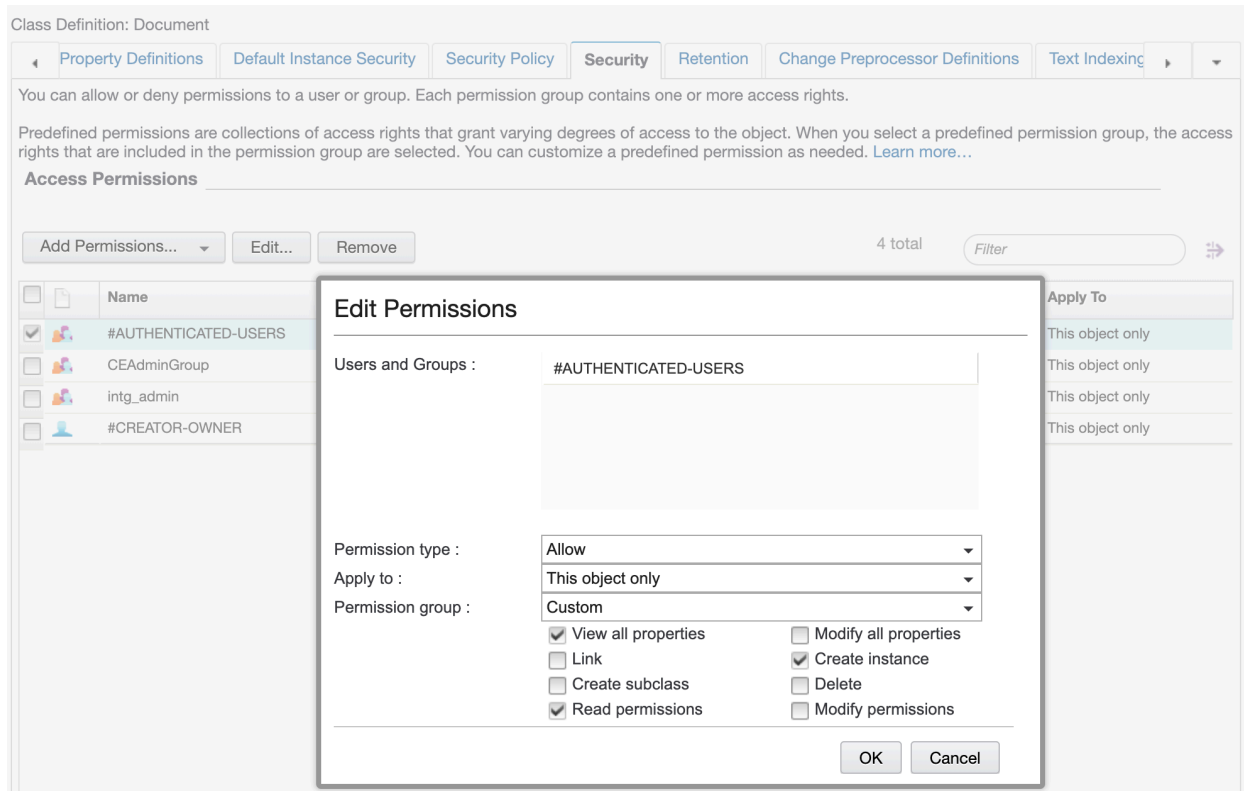 Class Definition: Document
Property Definitions Default Instance Security Security Policy Security Retention Change Preprocessor Definitions Text Indexing
You can allow or deny permissions to a user or group. Each permission group contains one or more access rights.
Predefined permissions are collections of access rights that grant varying degrees of access to the object. When you select a predefined permission group, the access
rights that are included in the permission group are selected. You can customize a predefined permission as needed. Learn more…
Access Permissions
Add Permissions... Edit... Remove 4 total Filter
Name Apply To
#AUTHENTICATED-USERS This object only
CEAdminGroup This object only
intg_admin This object only
#CREATOR-OWNER This object only
Edit Permissions
Users and Groups : #AUTHENTICATED-USERS
Permission type : Allow
Apply to : This object only
Permission group : Custom
View all properties Modify all properties
Link Create instance
Create subclass Delete
Read permissions Modify permissions
OK Cancel